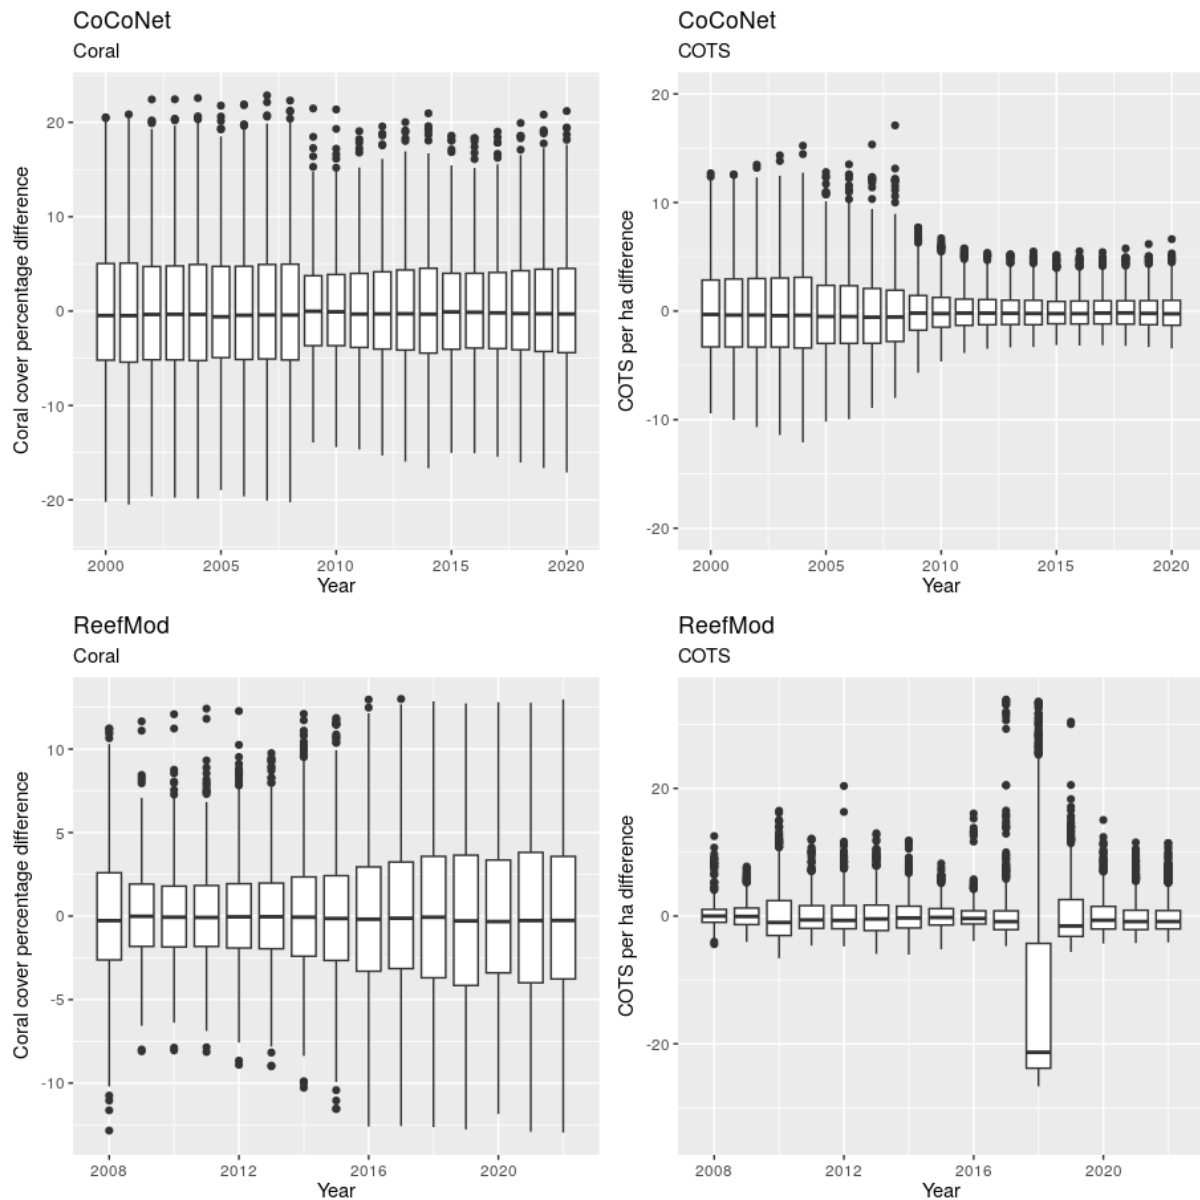 CoCoNet
Coral
Coral cover percentage difference
20
10
0
-10
-20
2000 2005 2010 2015 2020
Year
CoCoNet
COTS
COTS per ha difference
20
10
0
-10
-20
2000 2005 2010 2015 2020
Year
ReefMod
Coral
Coral cover percentage difference
10
5
0
-5
-10
2008 2012 2016 2020
Year
ReefMod
COTS
COTS per ha difference
20
0
-20
2008 2012 2016 2020
Year